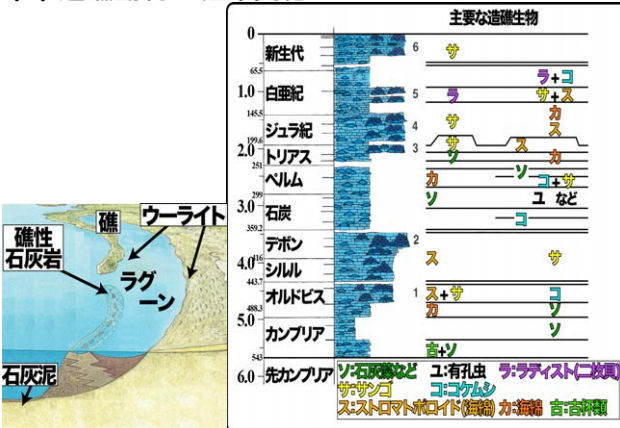 主要な造礁生物
0
新生代
6
サ
65.5
ラ+コ
1.0
白亜紀
5
ラ
サ+ス
145.5
カ
ジュラ紀
4
サ
ス
199.6
サ
ス
2.0
トリアス
3
ソ
カ
251
ペルム
カ
ソ
コ+サ
299
ソ
ユ など
3.0
石炭
コ
359.2
デボン
2
ス
サ
4.0
416
シルル
443.7
オルドビス
1
ス+サ
コ
488.3
カ
ソ
5.0
カンブリア
ソ
古+ソ
543
6.0
先カンブリア
ソ:石灰藻など ユ:有孔虫 ラ:ラディスト(二枚貝)
サ:サンゴ コ:コケムシ
ス:ストロマトポロイド(海綿) カ:海綿 古:古杯類
礁
ウーライト
礁性
石灰岩
ラグ
ーン
石灰泥